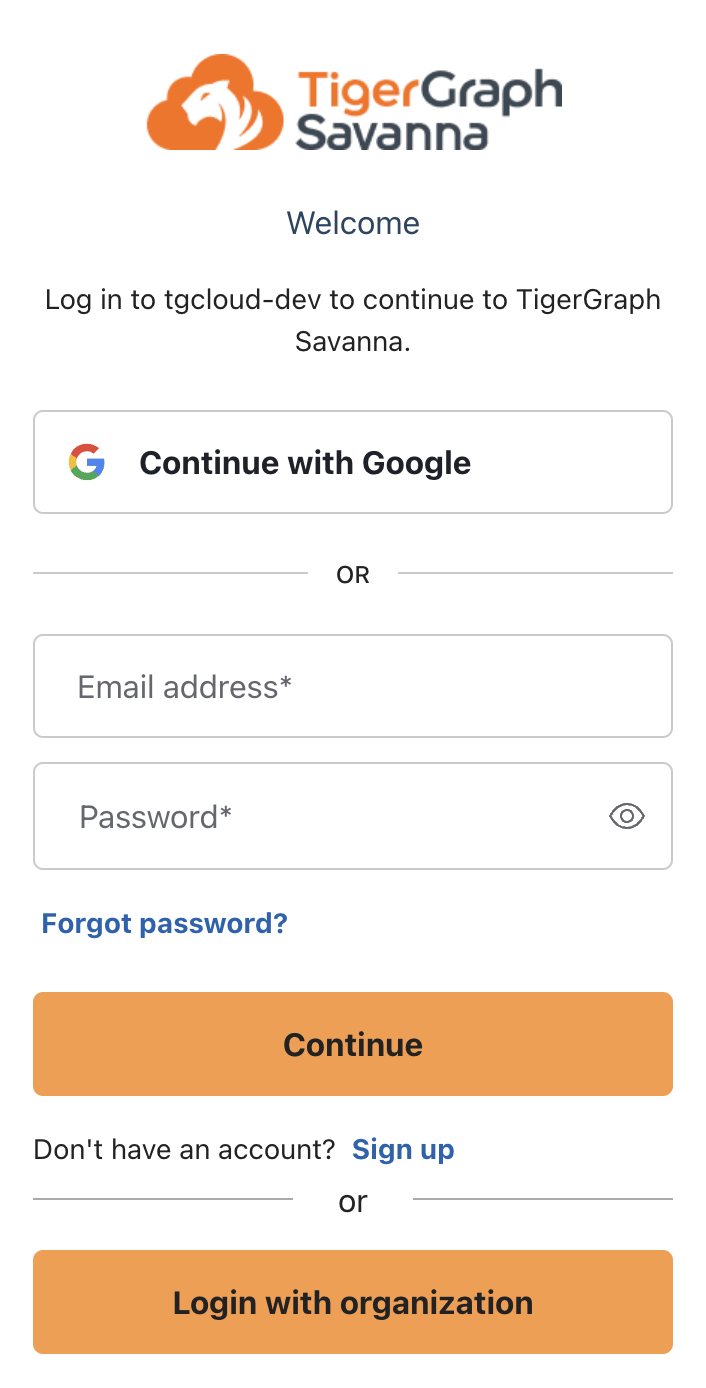 TigerGraph
Savanna
Welcome
Log in to tgcloud-dev to continue to TigerGraph
Savanna.
Continue with Google
OR
Email address*
Password*
Forgot password?
Continue
Don't have an account? Sign up
or
Login with organization